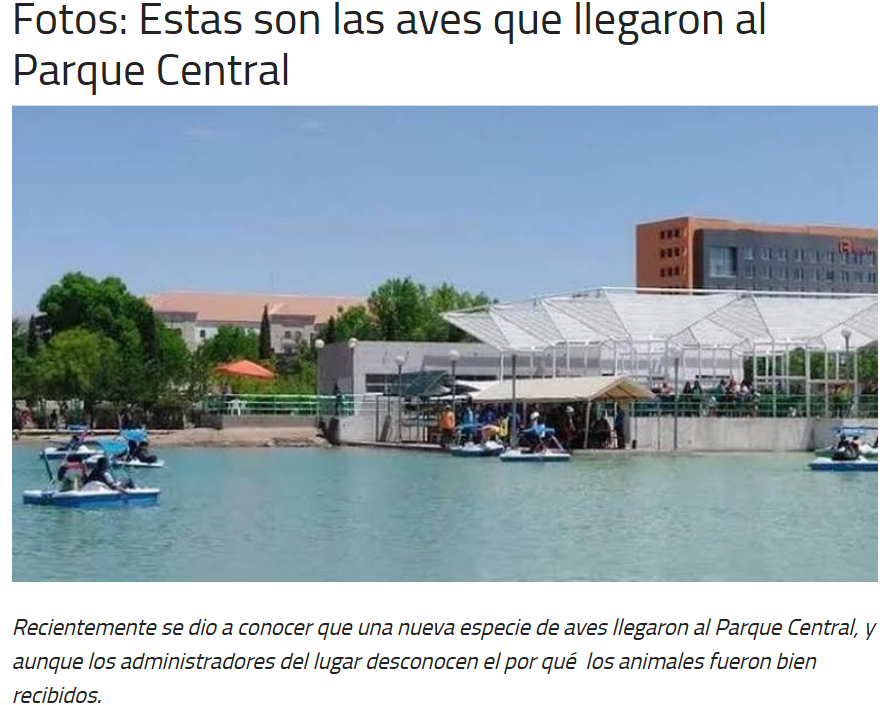 Fotos: Estas son las aves que llegaron al
Parque Central
Recientemente se dio a conocer que una nueva especie de aves llegaron al Parque Central, y
aunque los administradores del lugar desconocen el por qué  los animales fueron bien
recibidos.